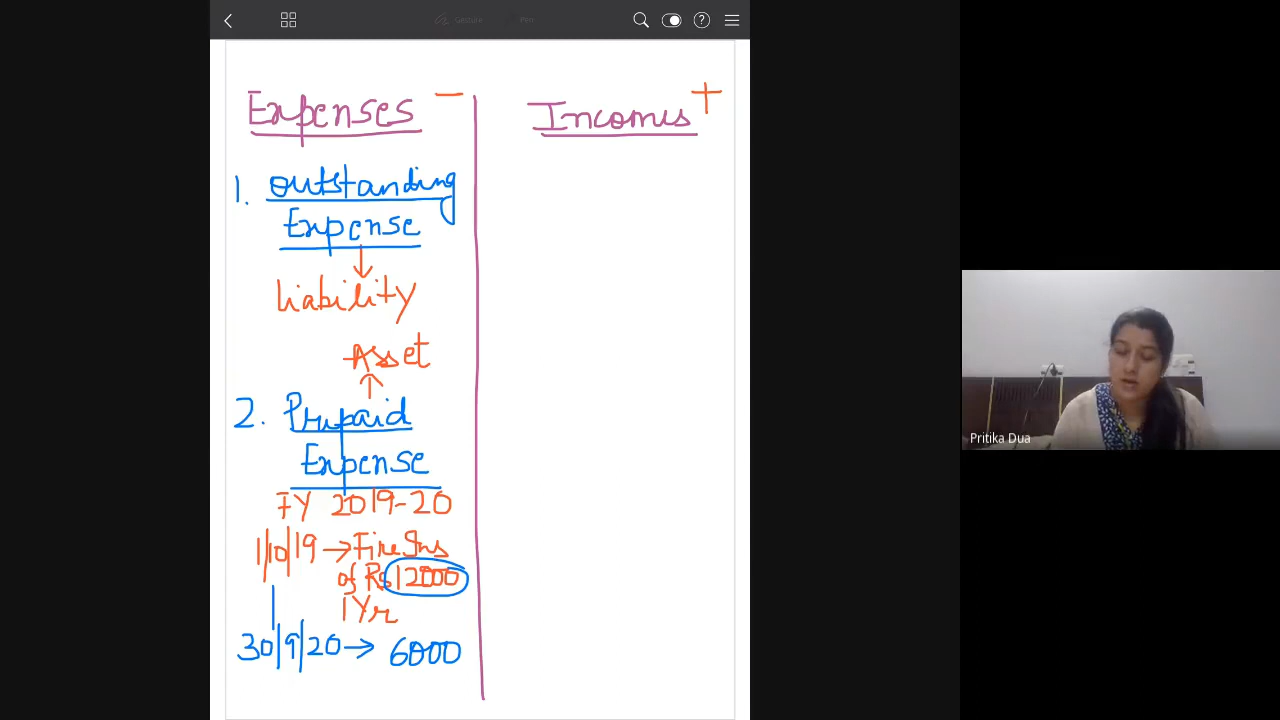 Expenses -
1. Outstanding
Expense
↓
liability
Asset
↑
2. Prepaid
Expense
FY 2019-20
1/10/19 → Fire Ins
of Rs 12000
1 Yr
30/9/20 → 6000
Incomes +
Pritika Dua